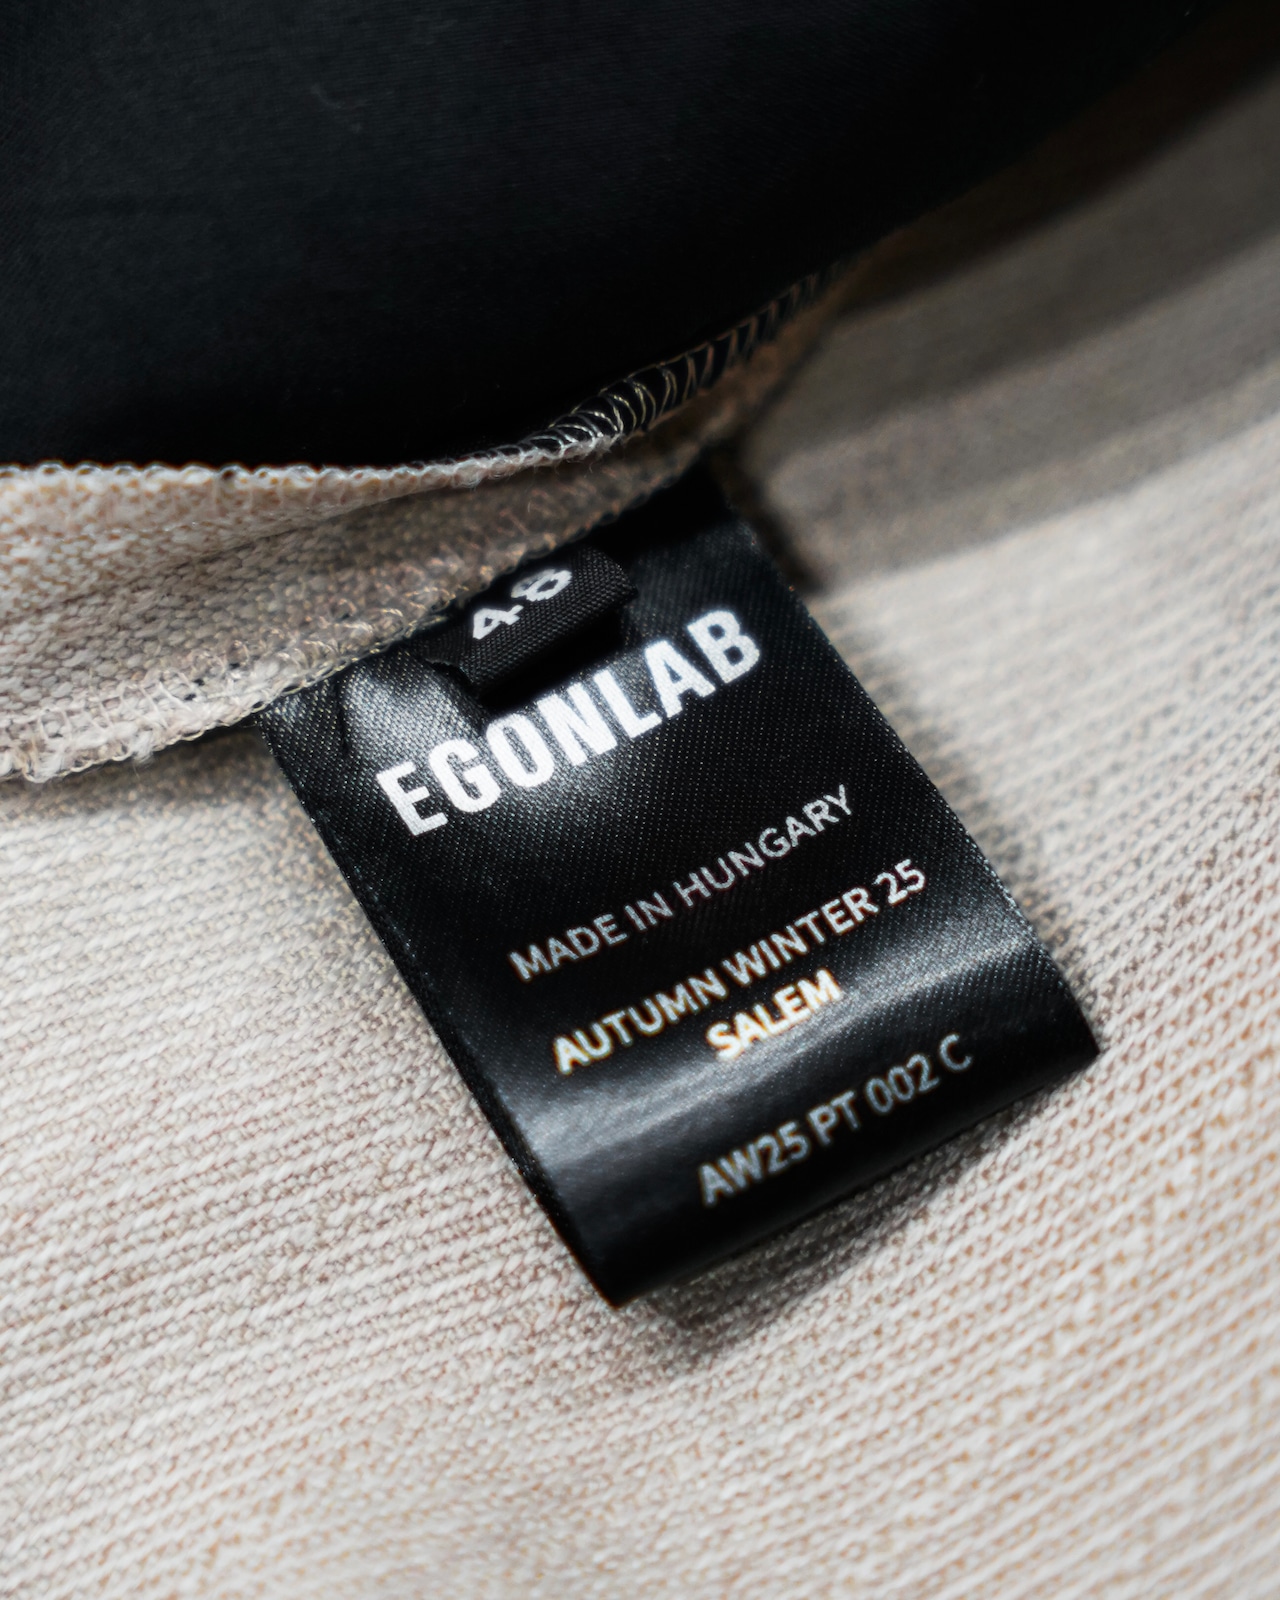 48
EGONLAB
MADE IN HUNGARY
AUTUMN WINTER 25
SALEM
AW25 PT 002 C